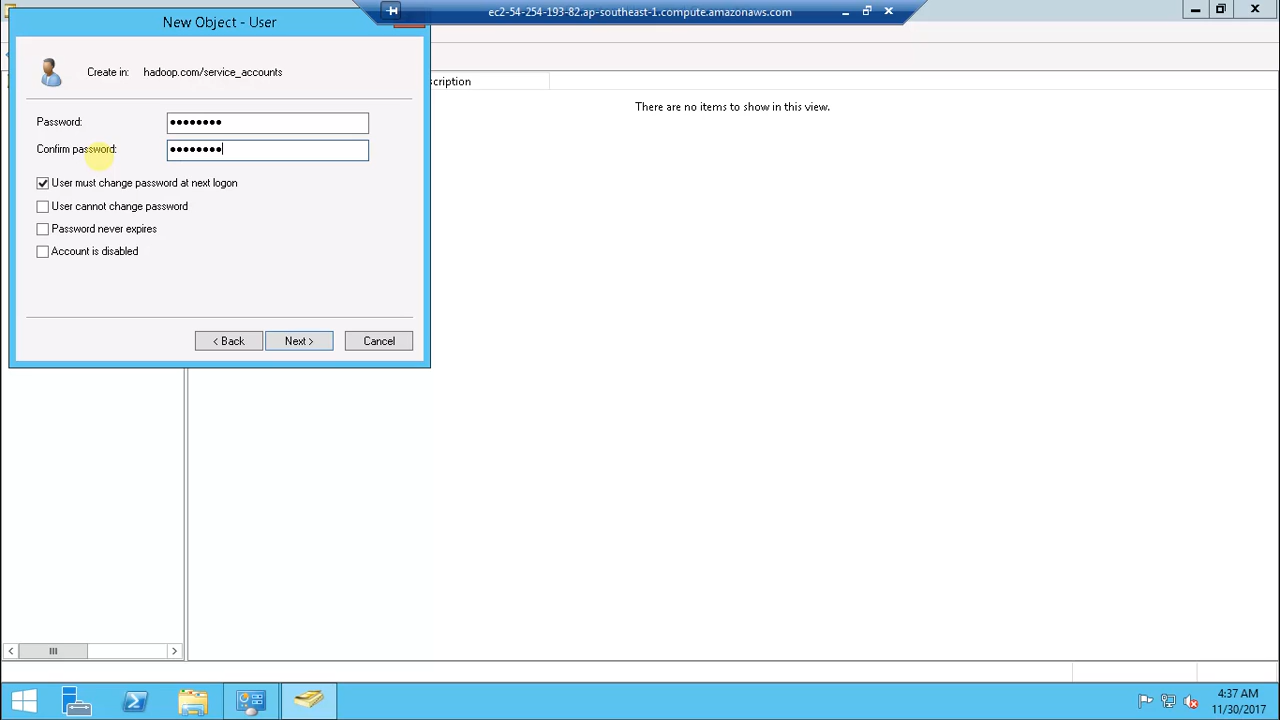 New Object - User
ec2-54-254-193-82.ap-southeast-1.compute.amazonaws.com
Create in: hadoop.com/service_accounts
scription
There are no items to show in this view.
Password: ●●●●●●●●
Confirm password: ●●●●●●●●
User must change password at next logon
User cannot change password
Password never expires
Account is disabled
< Back Next > Cancel
4:37 AM
11/30/2017